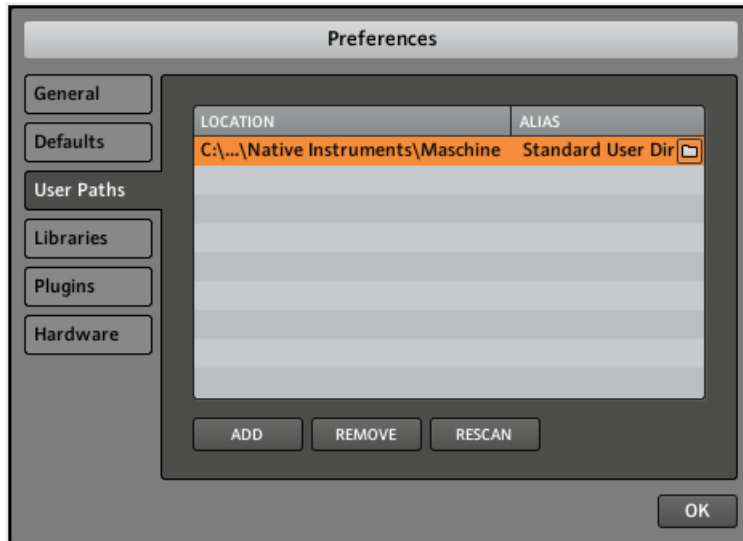 Preferences
General
Defaults
User Paths
Libraries
Plugins
Hardware
LOCATION ALIAS
C:\...\Native Instruments\Maschine Standard User Dir
ADD REMOVE RESCAN
OK